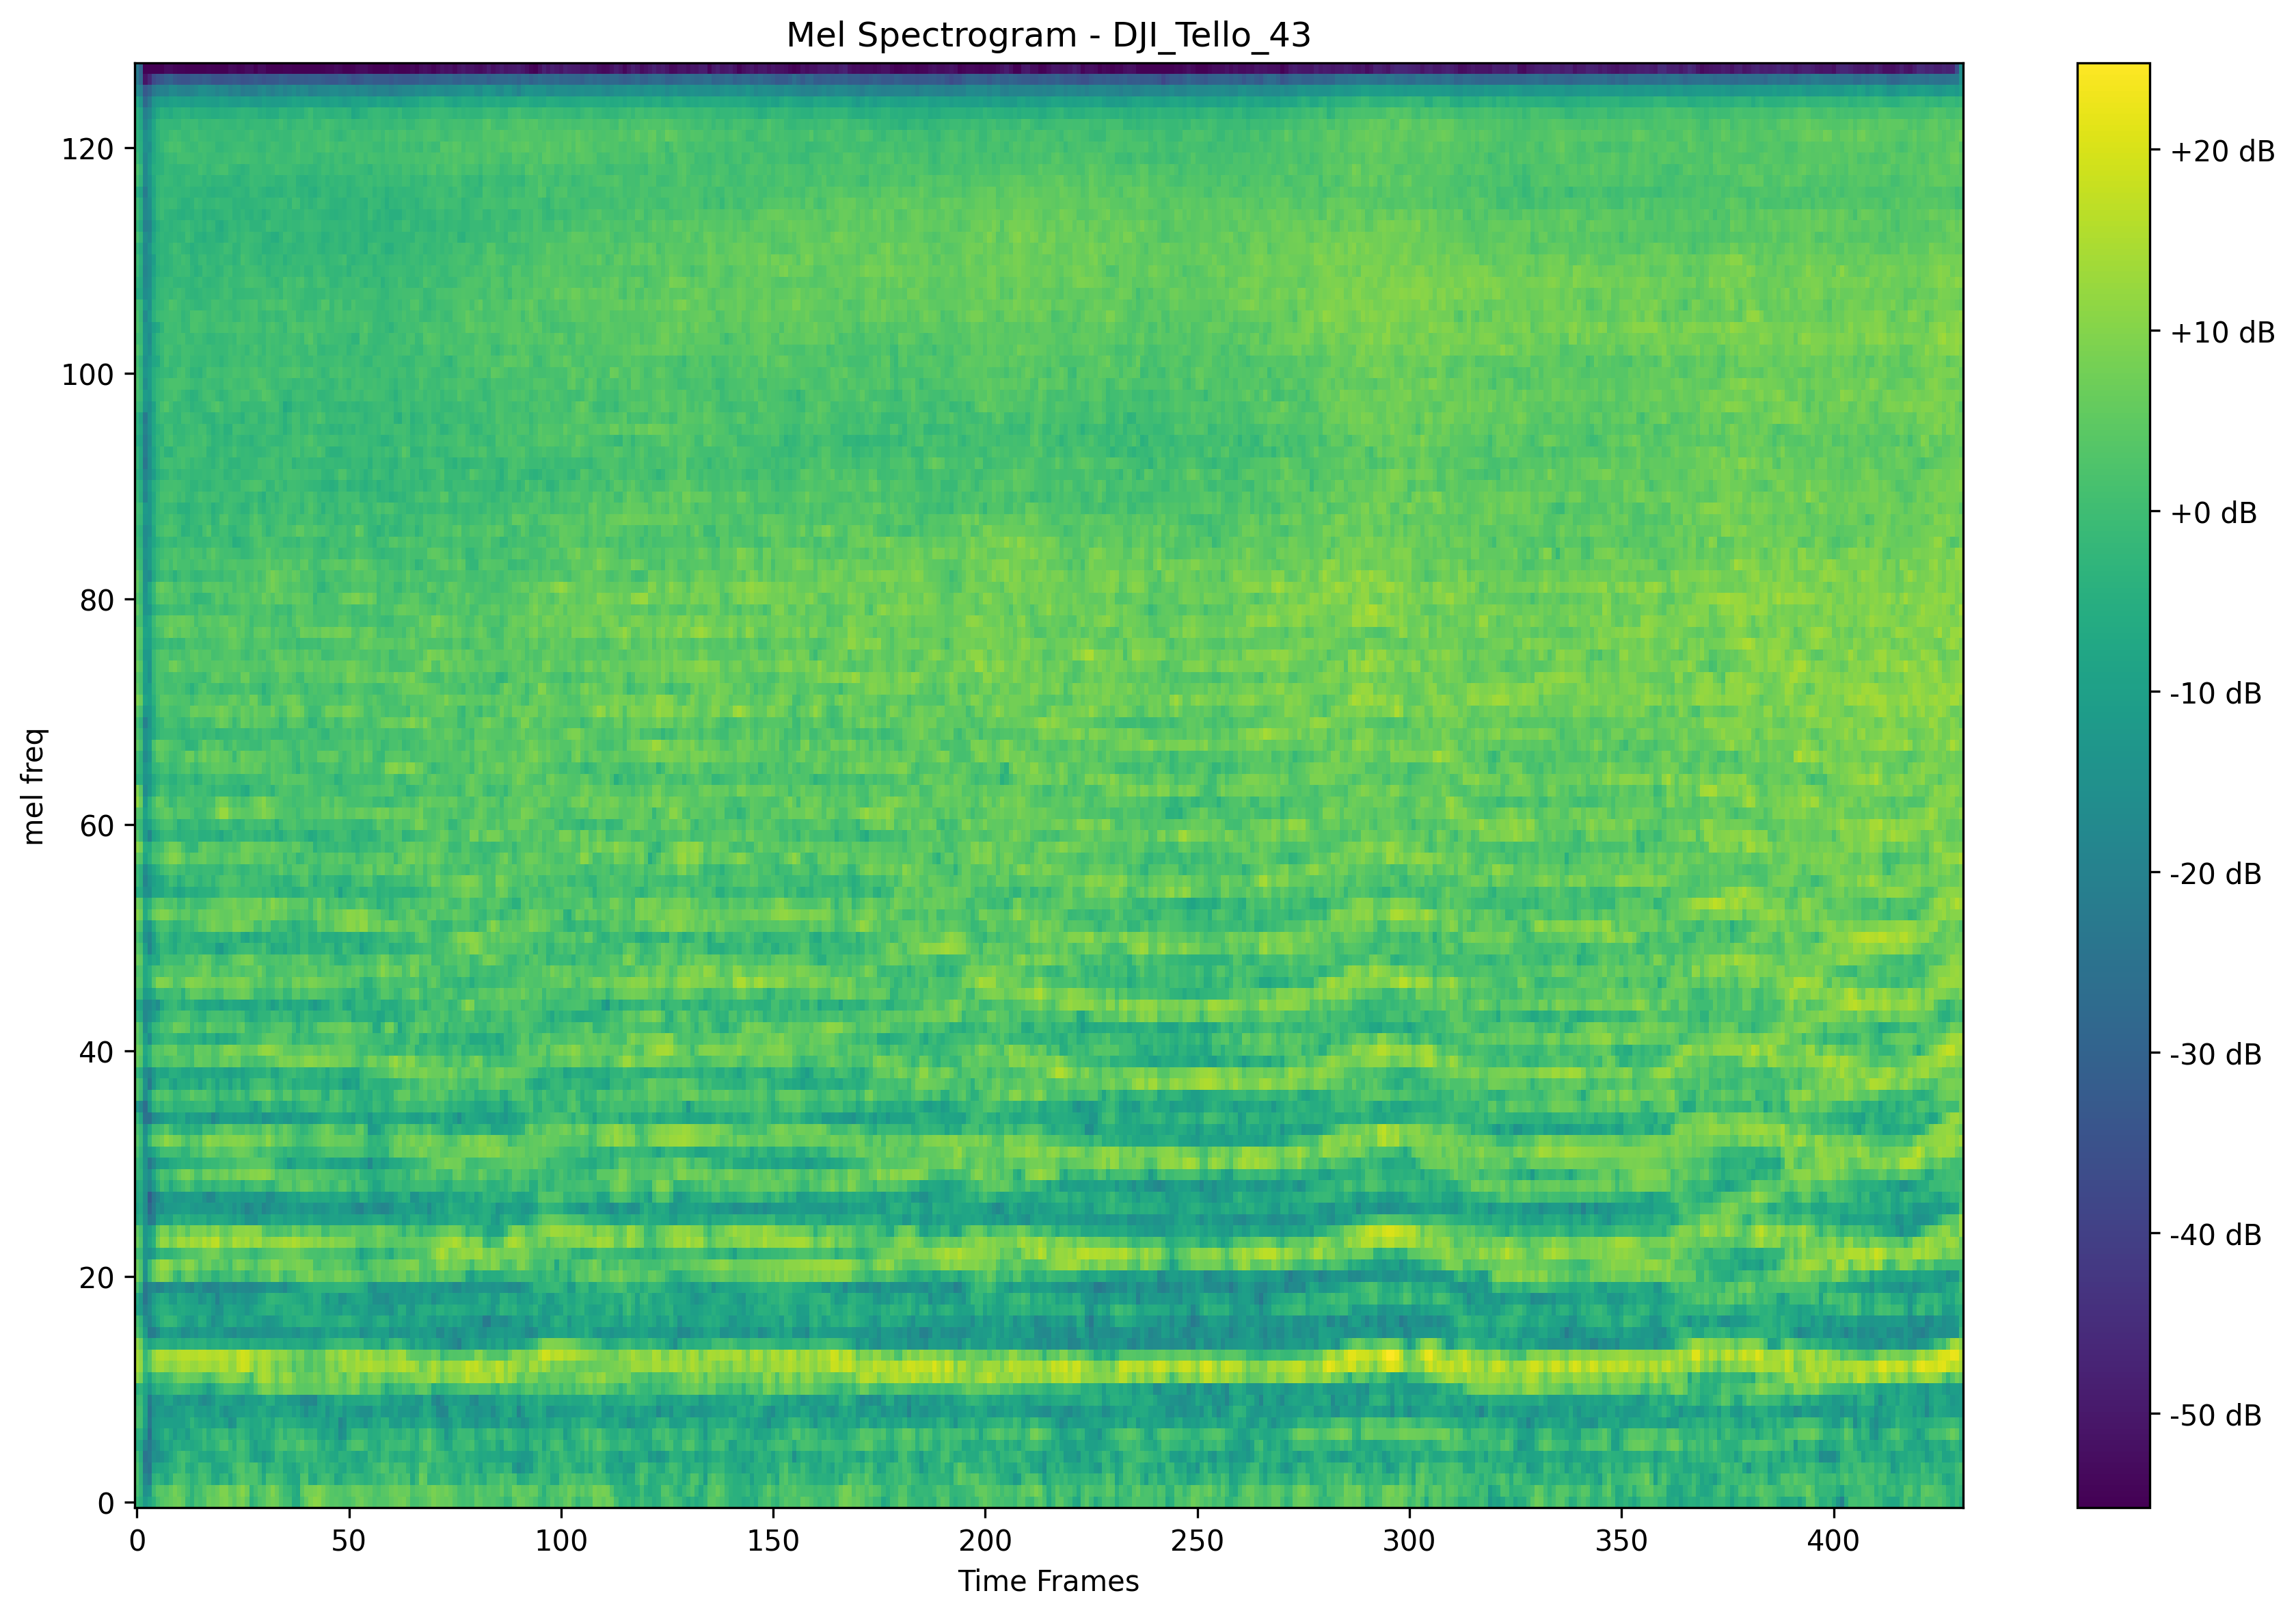 Mel Spectrogram - DJI_Tello_43
mel freq
120
100
80
60
40
20
0
0 50 100 150 200 250 300 350 400
Time Frames
+20 dB
+10 dB
+0 dB
-10 dB
-20 dB
-30 dB
-40 dB
-50 dB